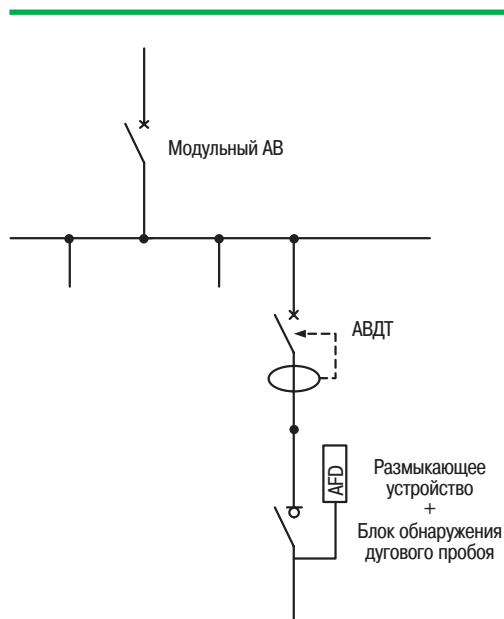 Модульный АВ
АВДТ
AFD
Размыкающее
устройство
+
Блок обнаружения
дугового пробоя